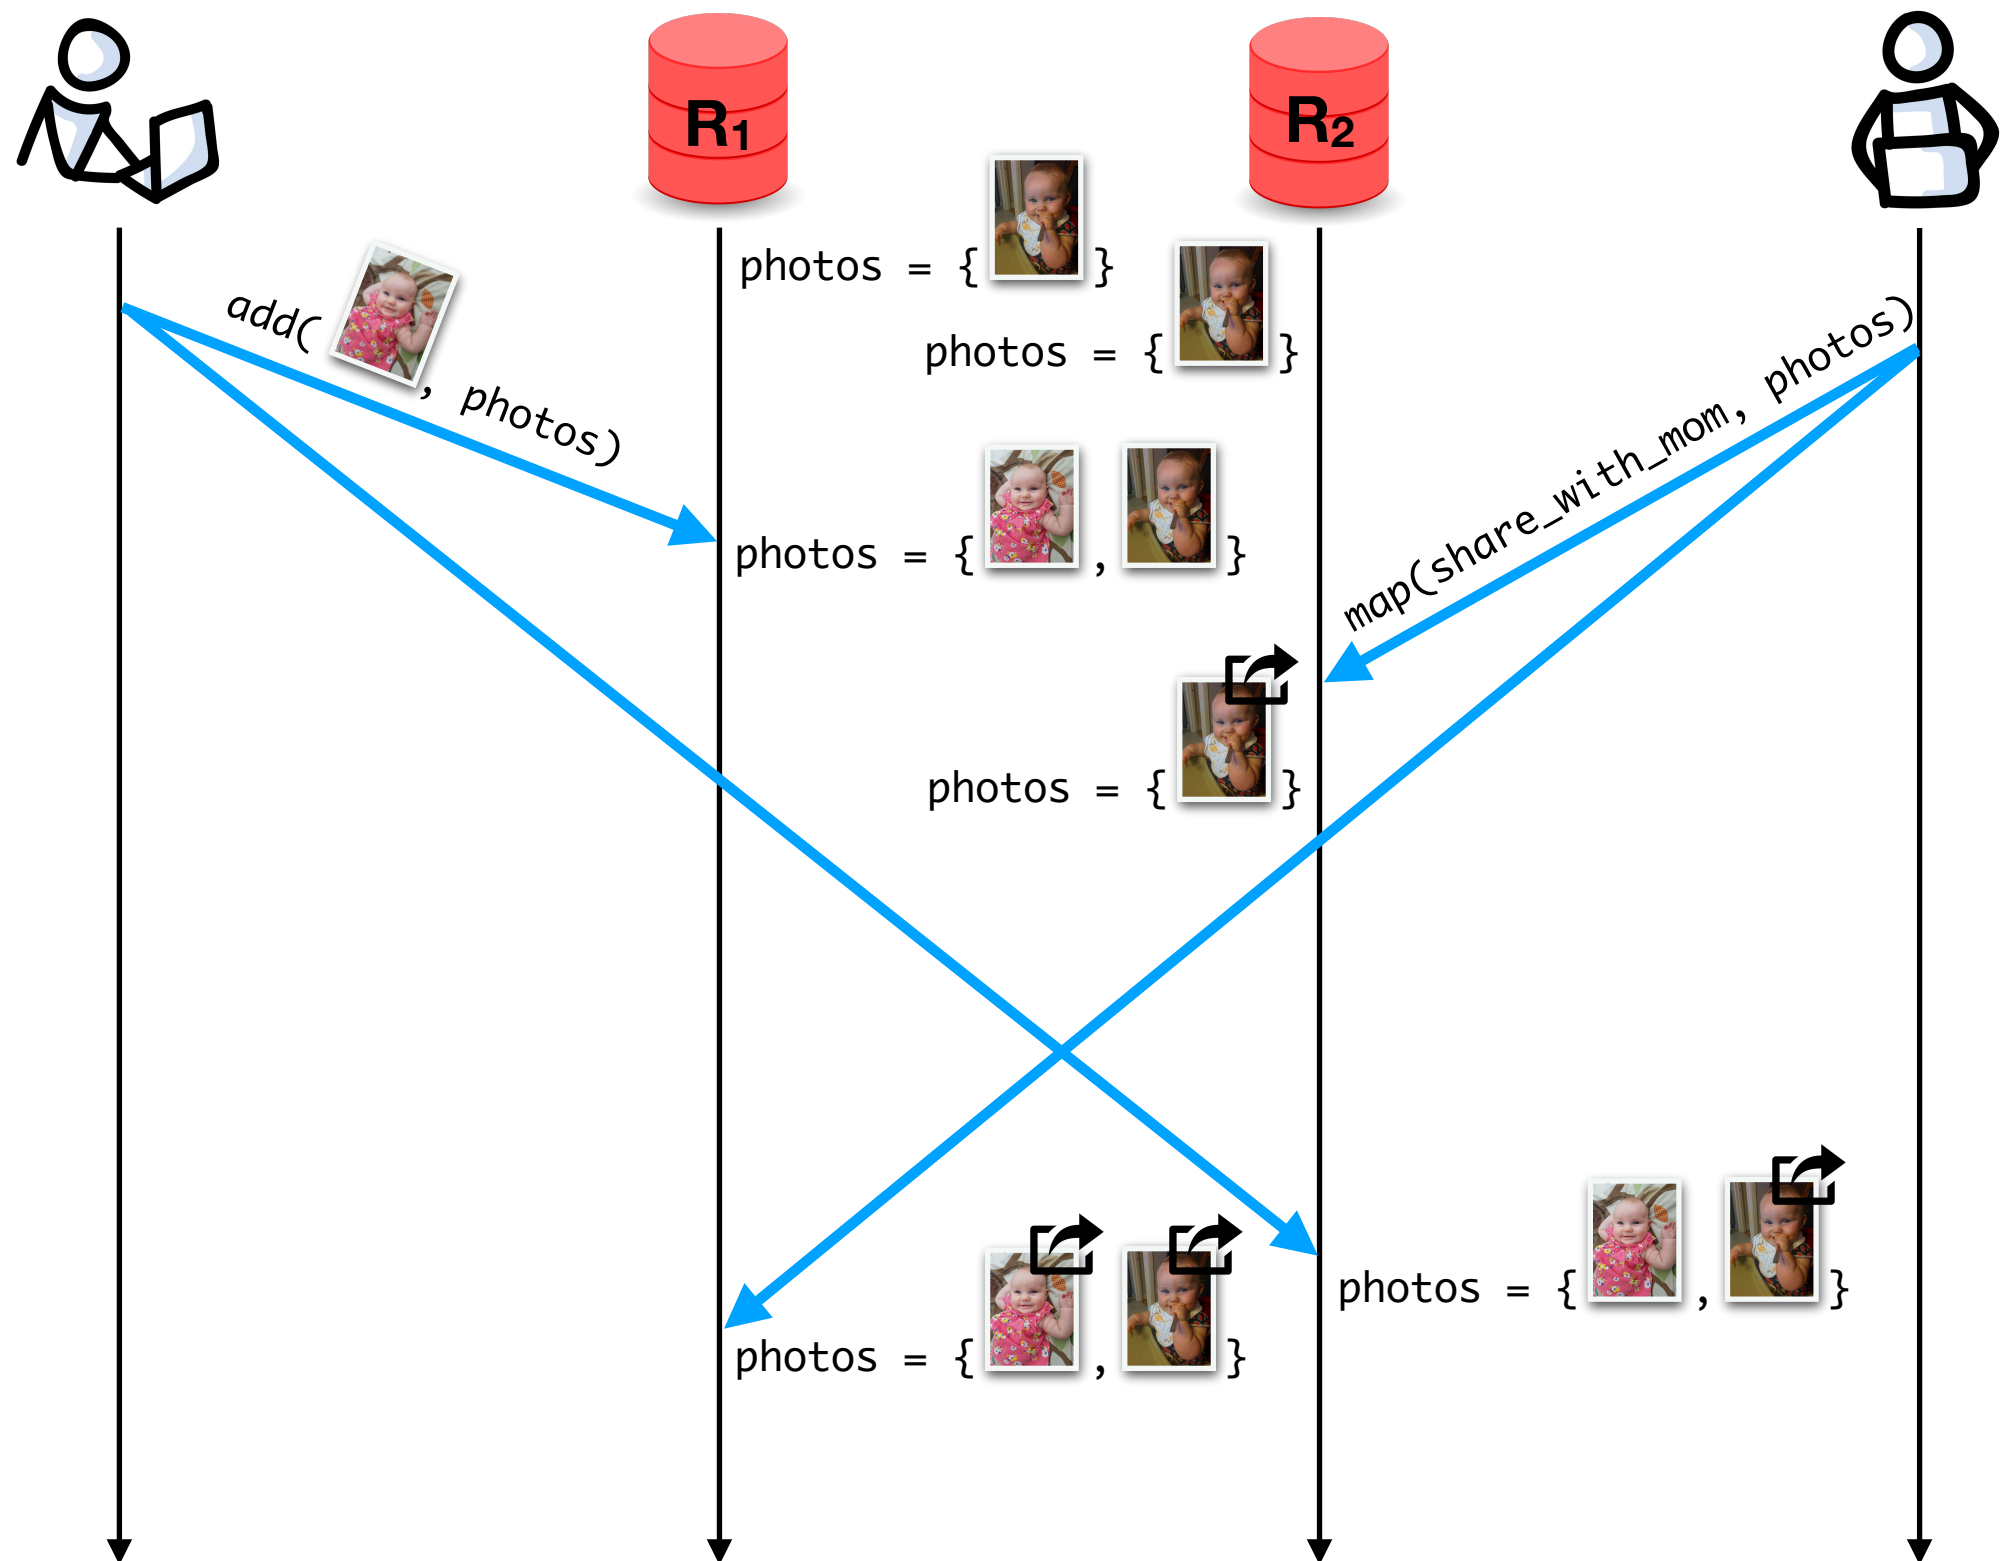 R1
R2
photos = { }
photos = { }
add( , photos)
map(share_with_mom, photos)
photos = { , }
photos = { }
photos = { , }
photos = { , }